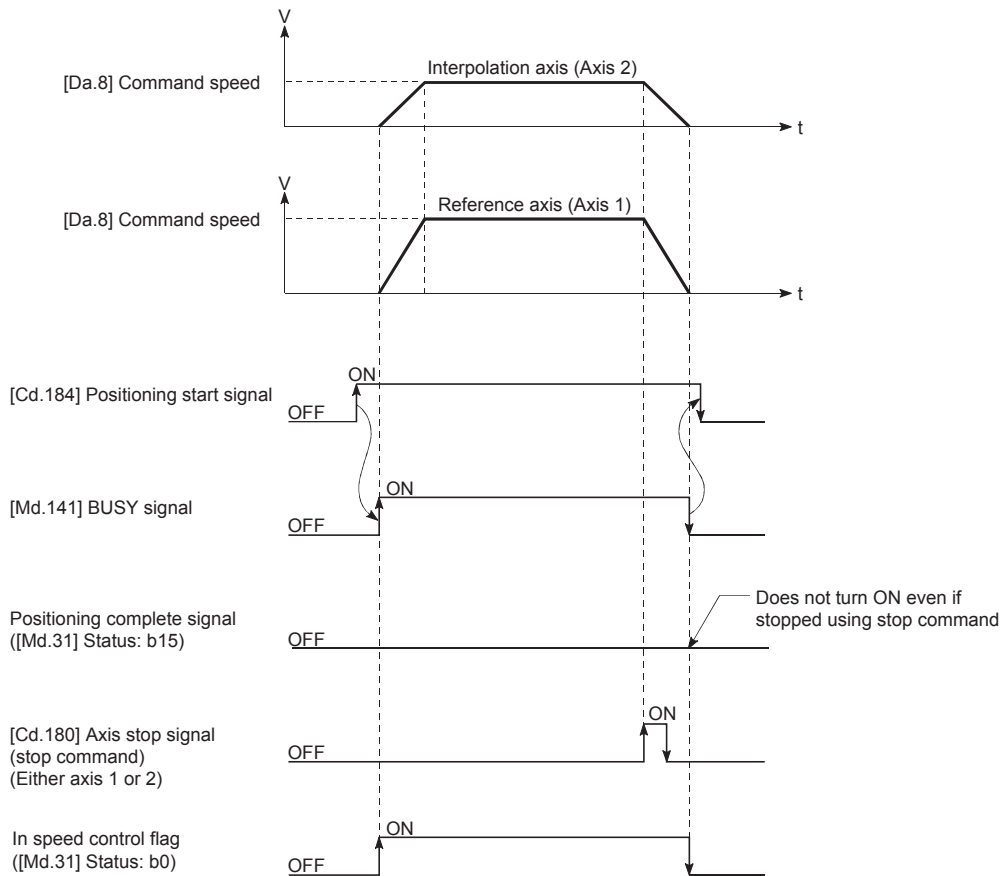 V
Interpolation axis (Axis 2)
[Da.8] Command speed
t
V
Reference axis (Axis 1)
[Da.8] Command speed
t
ON
[Cd.184] Positioning start signal
OFF
ON
[Md.141] BUSY signal
OFF
Does not turn ON even if
stopped using stop command
Positioning complete signal
([Md.31] Status: b15)
OFF
ON
[Cd.180] Axis stop signal
(stop command)
(Either axis 1 or 2)
OFF
ON
In speed control flag
([Md.31] Status: b0)
OFF